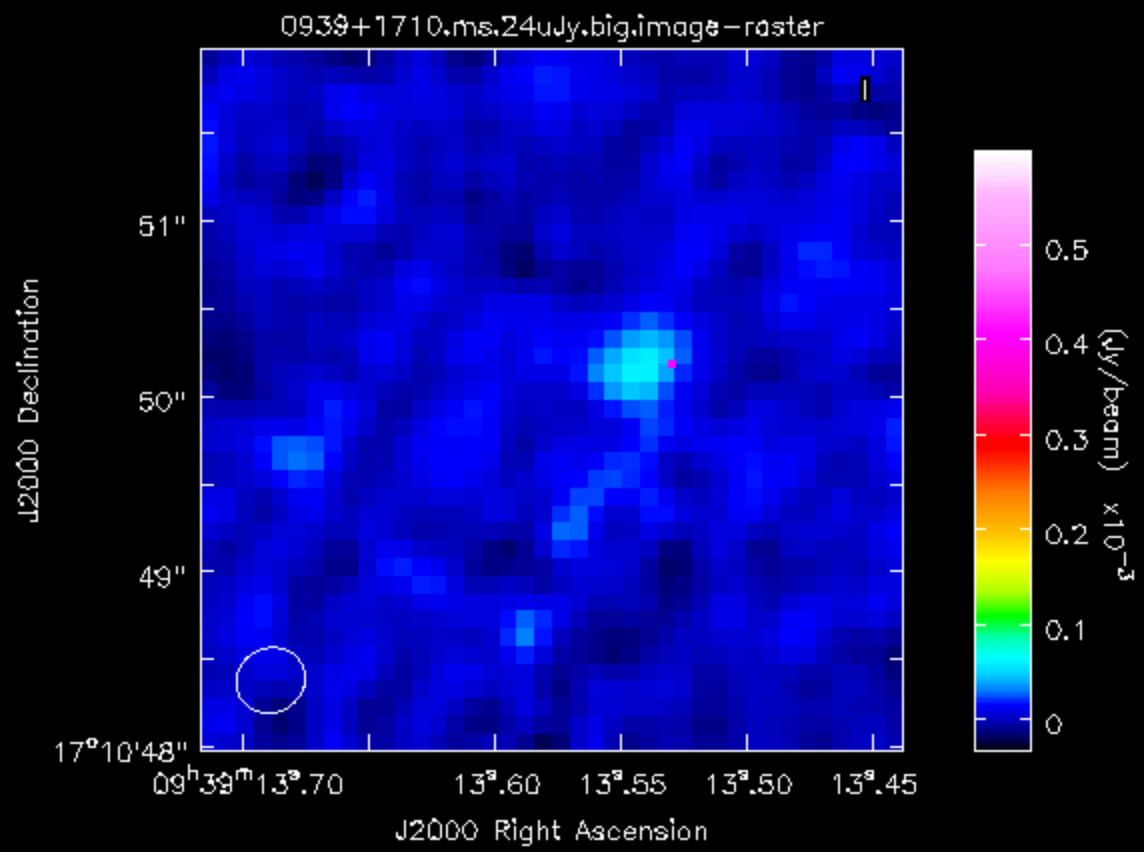 0939+1710.ms.24uJy.big.image-raster
I
51"
50"
49"
17°10'48"
09ʰ39ᵐ13ˢ.70
13ˢ.60
13ˢ.55
13ˢ.50
13ˢ.45
J2000 Right Ascension
J2000 Declination
0.5
0.4
0.3
0.2
0.1
0
(Jy/beam) x10⁻³